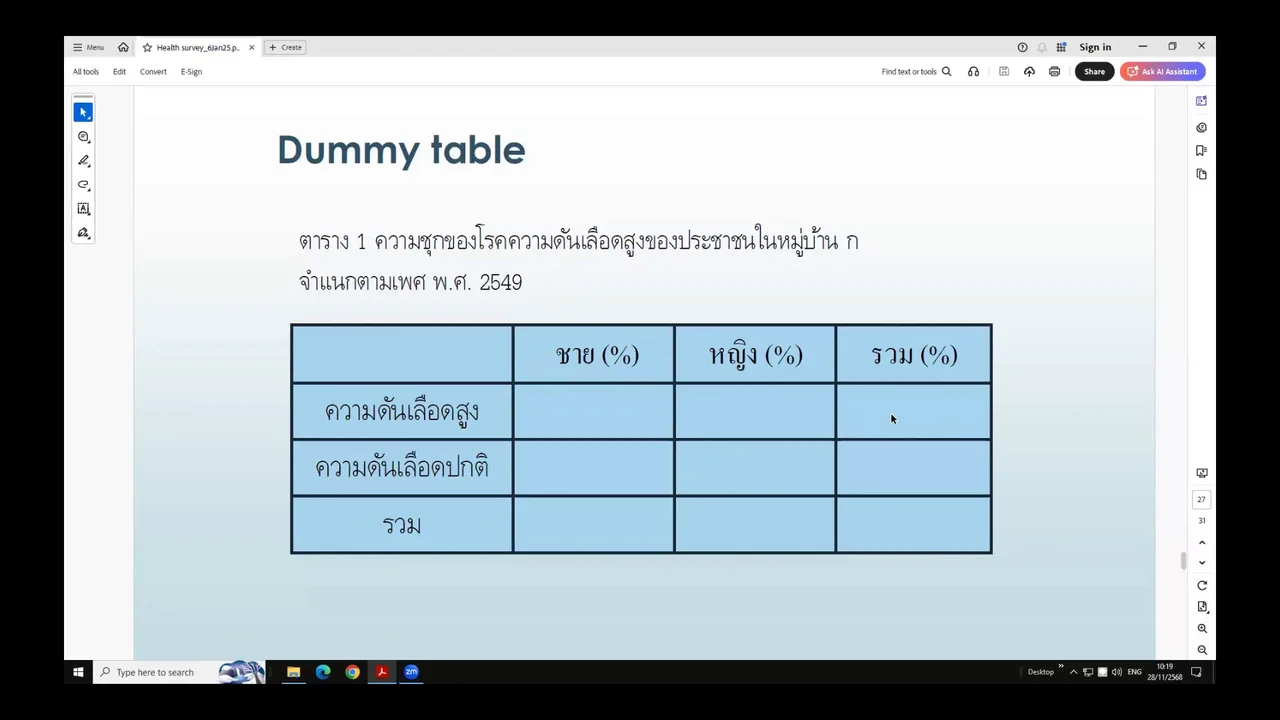 Menu
Health survey_6Jan25.p...
Create
Sign in
All tools
Edit
Convert
E-Sign
Find text or tools
Share
Ask AI Assistant
Dummy table
ตาราง 1 ความชุกของโรคความดันเลือดสูงของประชาชนในหมู่บ้าน ก
จำแนกตามเพศ พ.ศ. 2549
ชาย (%) หญิง (%) รวม (%)
ความดันเลือดสูง
ความดันเลือดปกติ
รวม
27
31
Type here to search
zm
Desktop
ENG
10:19
28/11/2568